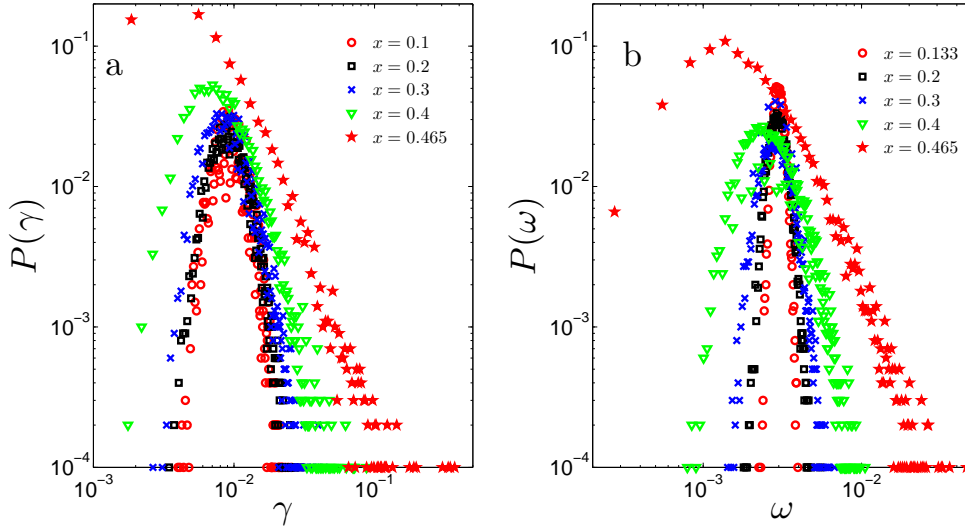 a
x = 0.1
x = 0.2
x = 0.3
x = 0.4
x = 0.465
P(γ)
10⁻¹
10⁻²
10⁻³
10⁻⁴
10⁻³ 10⁻² 10⁻¹
γ
b
x = 0.133
x = 0.2
x = 0.3
x = 0.4
x = 0.465
P(ω)
10⁻¹
10⁻²
10⁻³
10⁻⁴
10⁻³ 10⁻²
ω